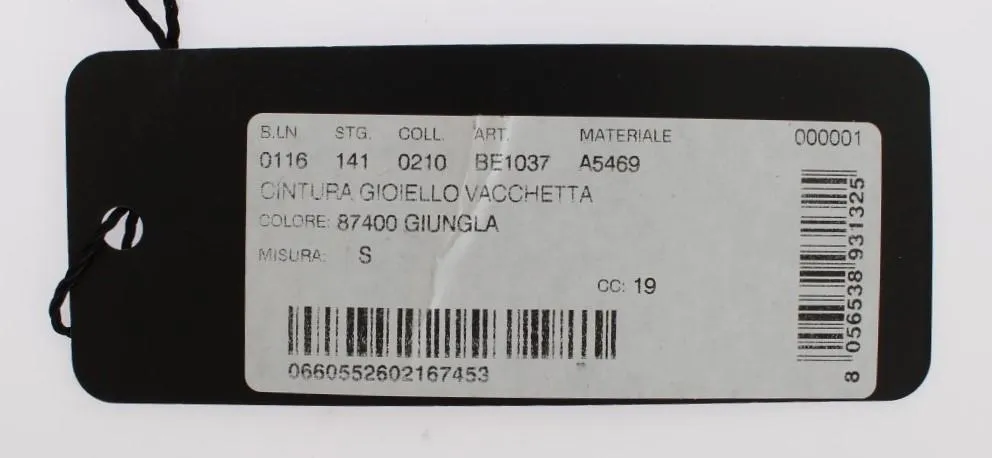 B.LN STG. COLL. ART. MATERIALE 000001
0116 141 0210 BE1037 A5469
CINTURA GIOIELLO VACCHETTA
COLORE: 87400 GIUNGLA
MISURA: S
CC: 19
0660552602167453
8 056538 931325